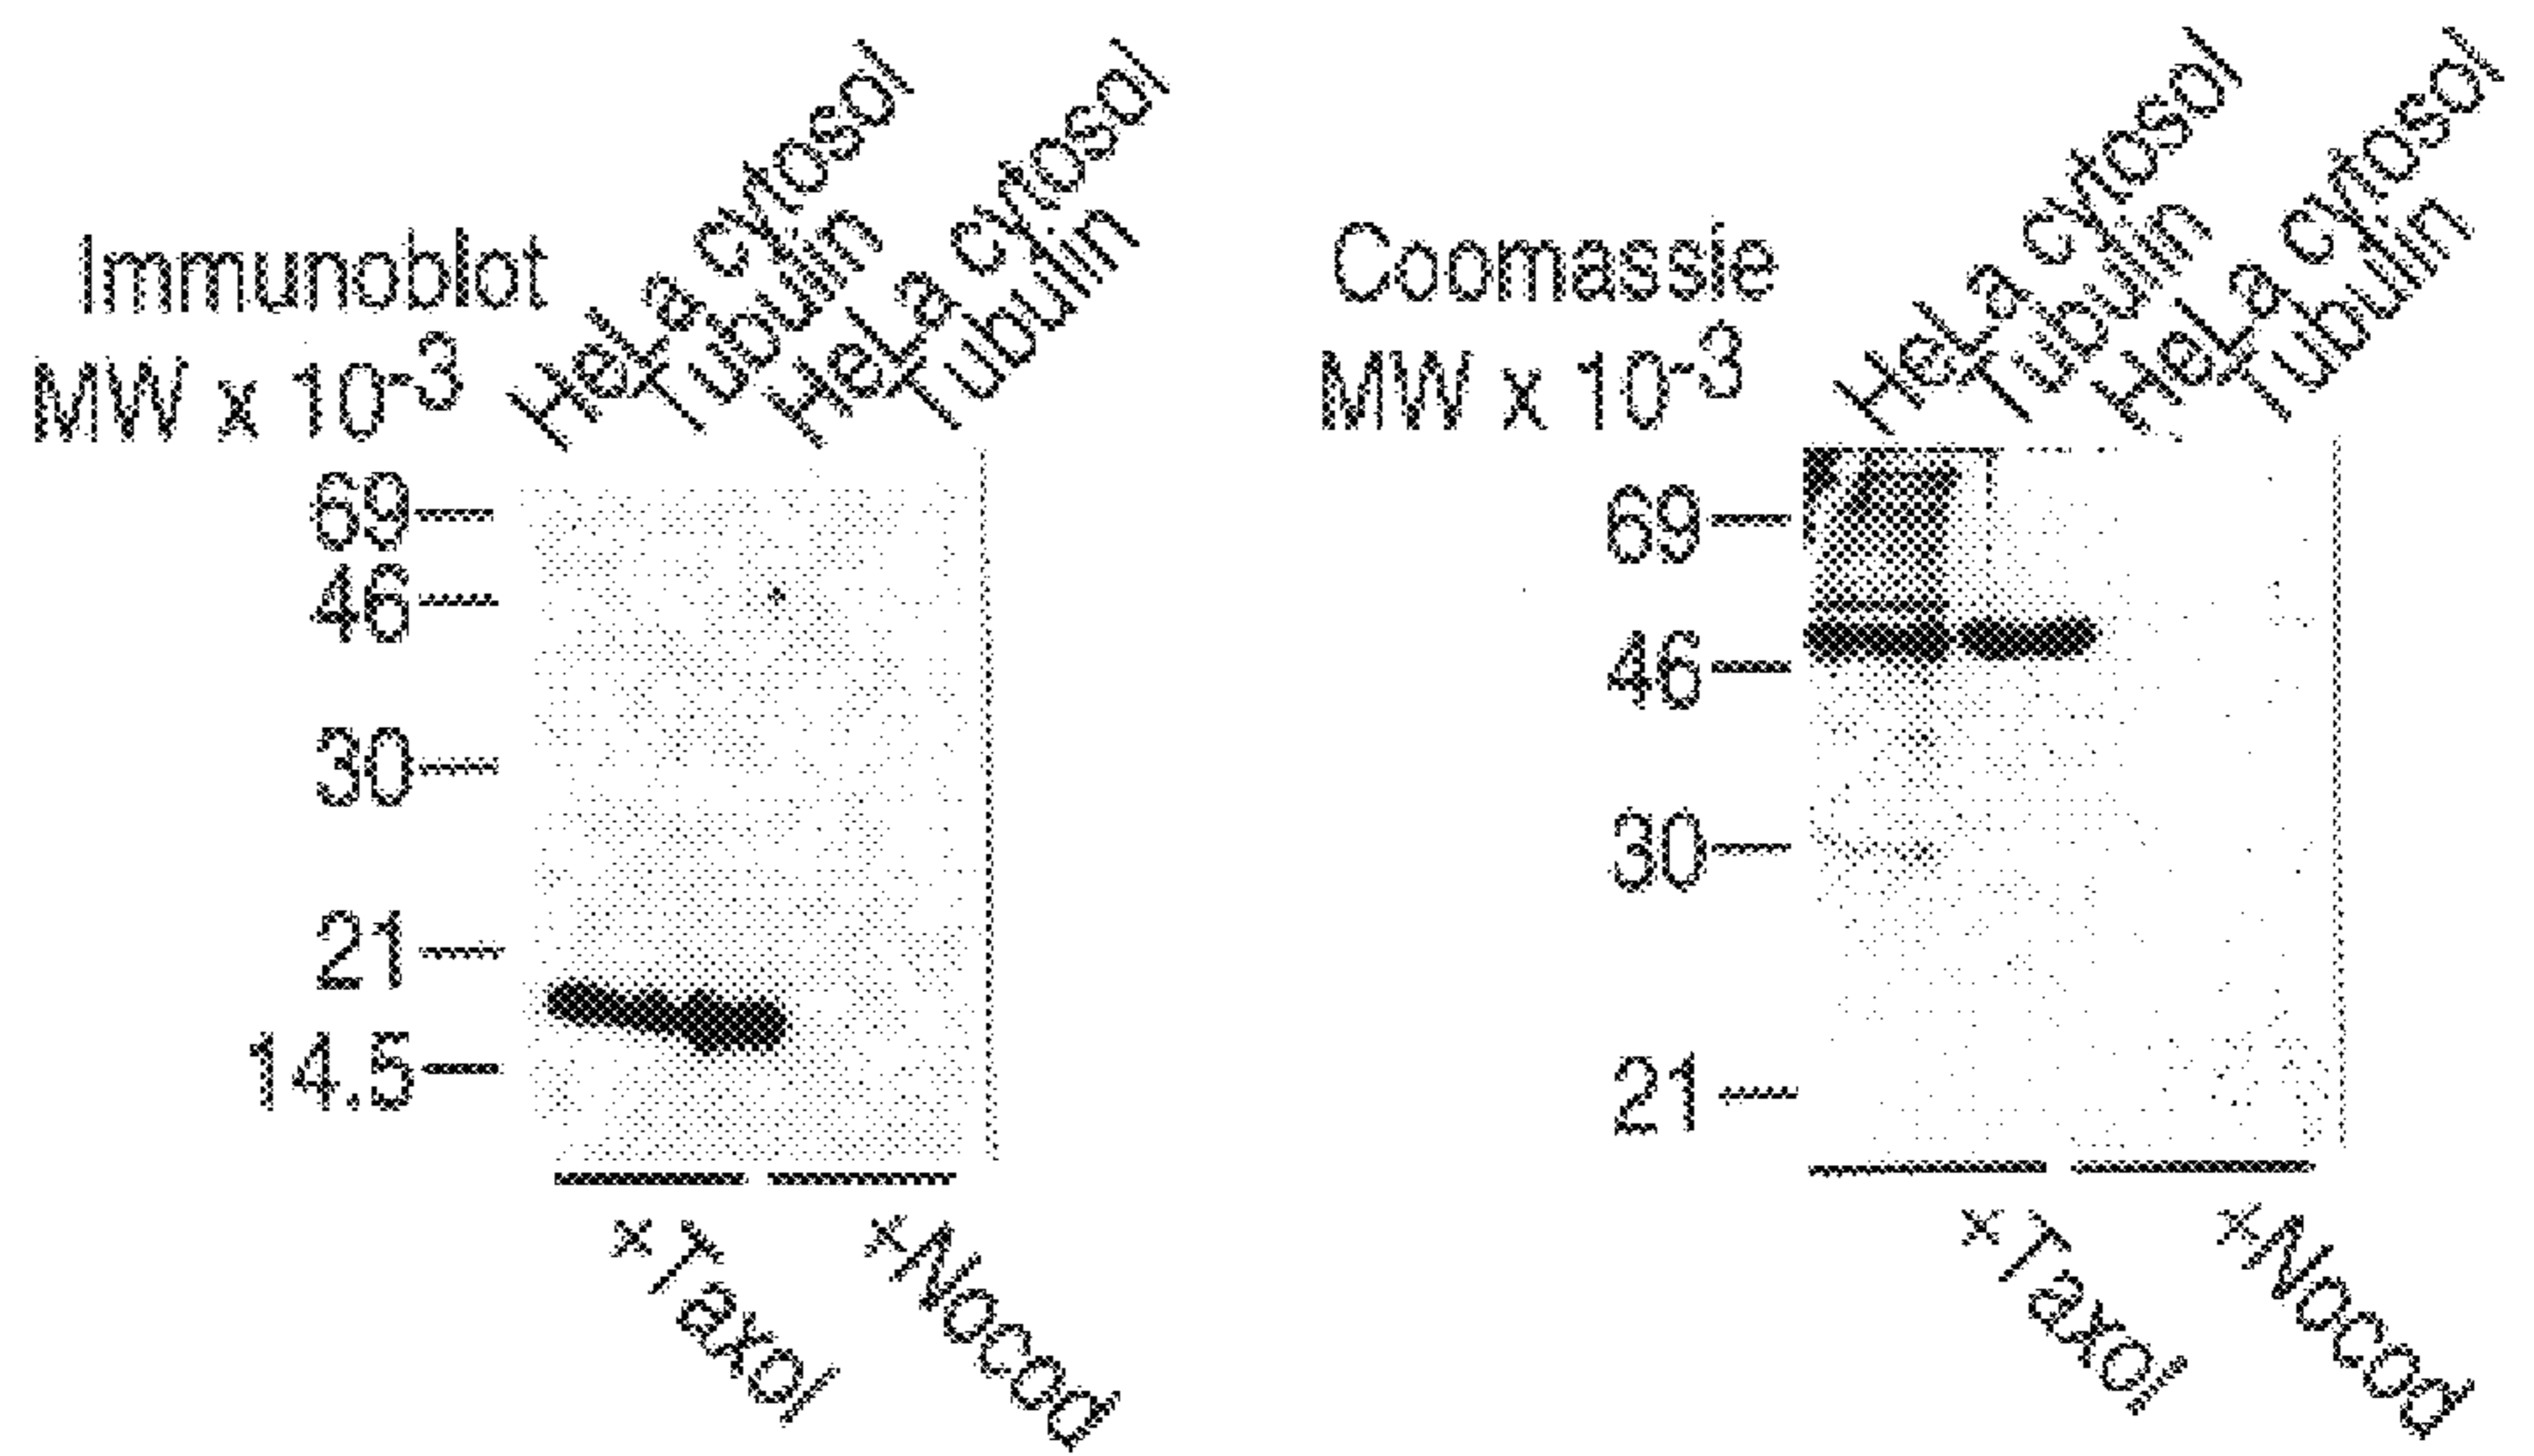 Immunoblot
MW x 10-3
HeLa cytosol
Tubulin
HeLa cytosol
Tubulin
69
46
30
21
14.5
+Taxol
+Nocod
Coomassie
MW x 10-3
HeLa cytosol
Tubulin
HeLa cytosol
Tubulin
69
46
30
21
+Taxol
+Nocod